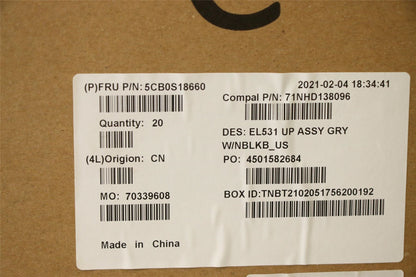 (P)FRU P/N: 5CB0S18660
2021-02-04 18:34:41
Compal P/N: 71NHD138096
Quantity: 20
DES: EL531 UP ASSY GRY
W/NBLKB_US
(4L)Origion: CN
PO: 4501582684
MO: 70339608
BOX ID:TNBT2102051756200192
Made in China